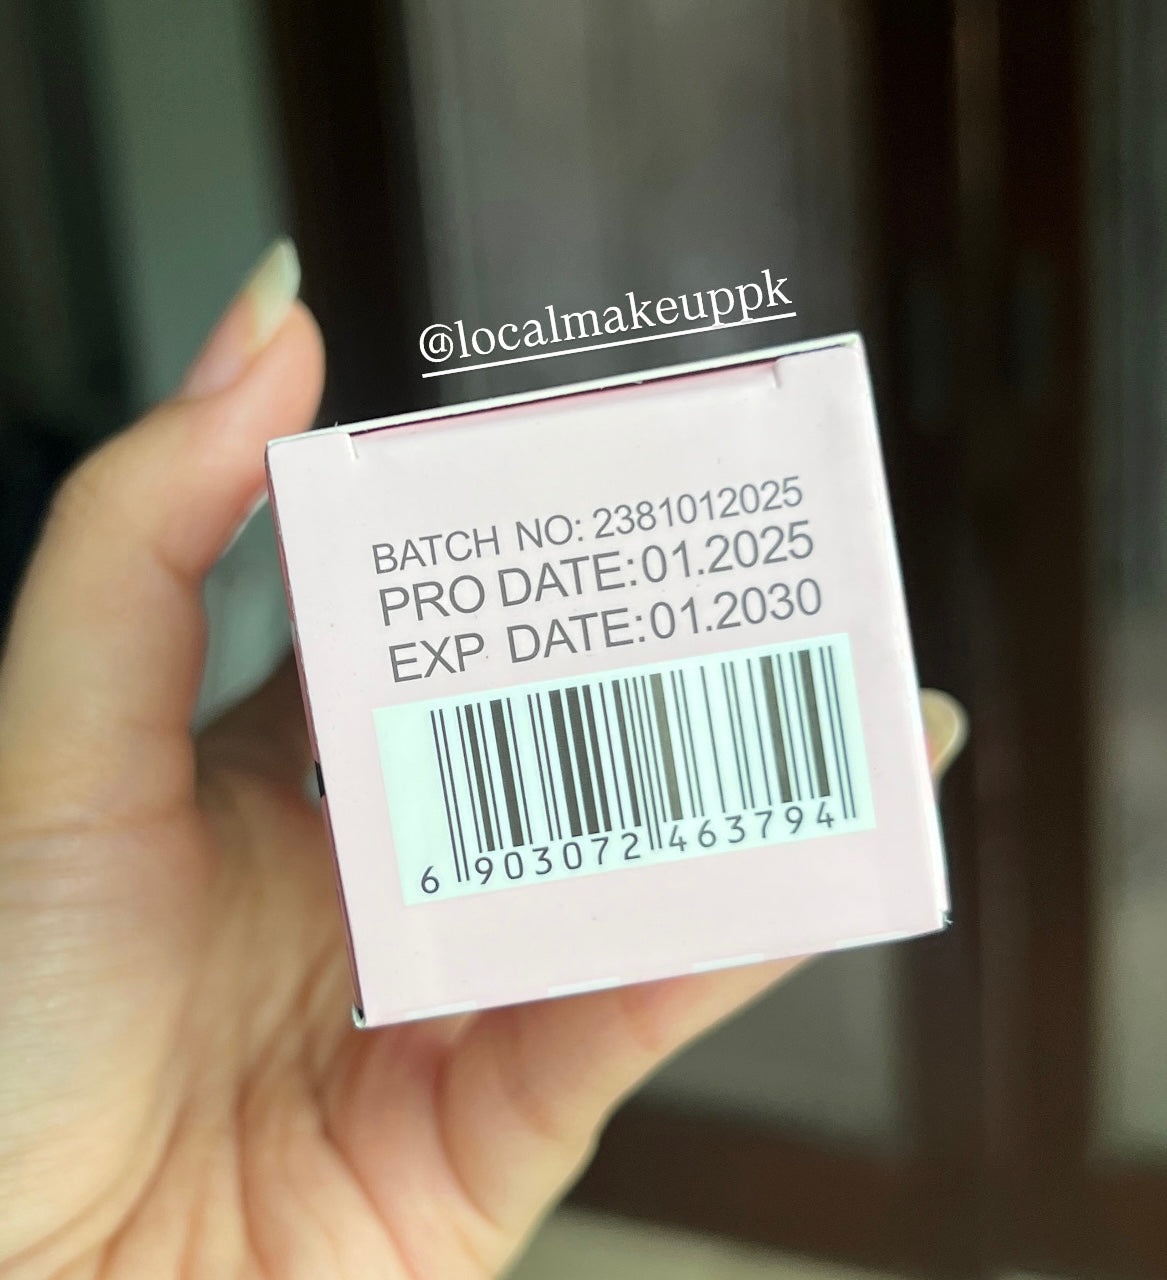 @localmakeuppk
BATCH NO: 2381012025
PRO DATE:01.2025
EXP DATE:01.2030
6 903072 463794